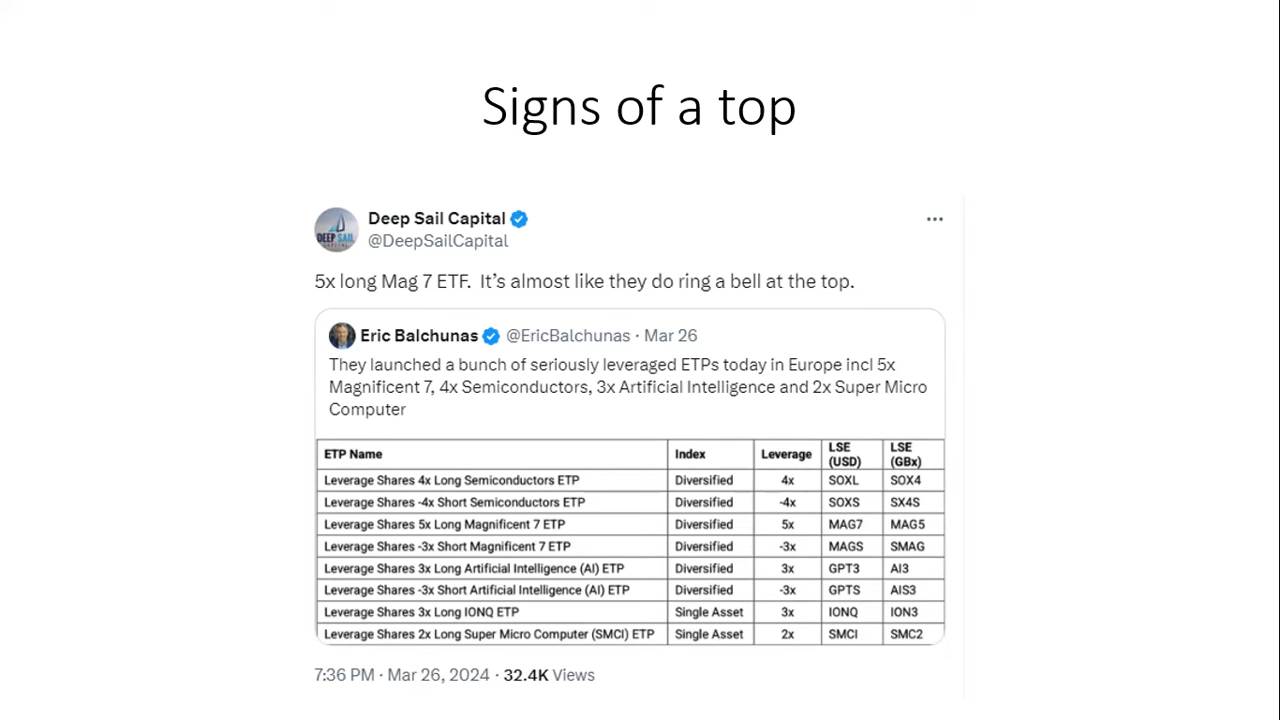 Signs of a top
Deep Sail Capital
@DeepSailCapital
5x long Mag 7 ETF. It’s almost like they do ring a bell at the top.
Eric Balchunas @EricBalchunas · Mar 26
They launched a bunch of seriously leveraged ETPs today in Europe incl 5x
Magnificent 7, 4x Semiconductors, 3x Artificial Intelligence and 2x Super Micro
Computer
ETP Name Index Leverage LSE (USD) LSE (GBx)
Leverage Shares 4x Long Semiconductors ETP Diversified 4x SOXL SOX4
Leverage Shares -4x Short Semiconductors ETP Diversified -4x SOXS SX4S
Leverage Shares 5x Long Magnificent 7 ETP Diversified 5x MAG7 MAG5
Leverage Shares -3x Short Magnificent 7 ETP Diversified -3x MAGS SMAG
Leverage Shares 3x Long Artificial Intelligence (AI) ETP Diversified 3x GPT3 AI3
Leverage Shares -3x Short Artificial Intelligence (AI) ETP Diversified -3x GPTS AIS3
Leverage Shares 3x Long IONQ ETP Single Asset 3x IONQ ION3
Leverage Shares 2x Long Super Micro Computer (SMCI) ETP Single Asset 2x SMCI SMC2
7:36 PM · Mar 26, 2024 · 32.4K Views
DEEP SAIL
CAPITAL